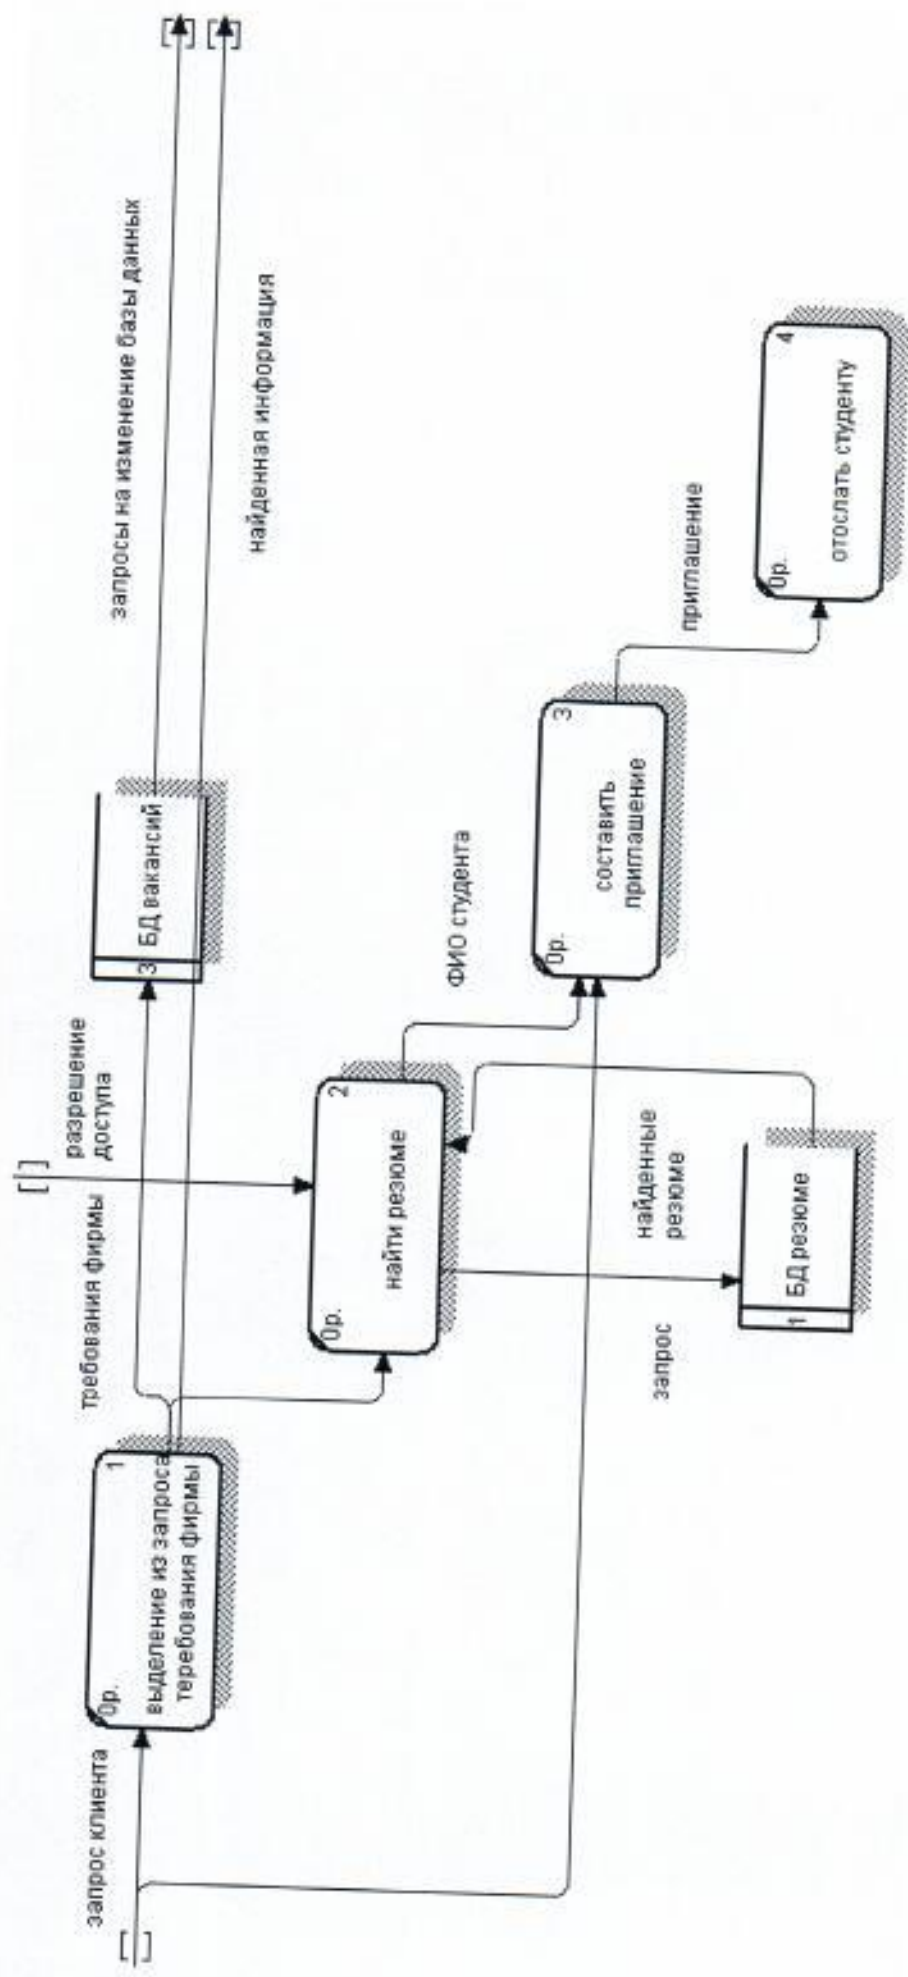 запрос клиента
0р.
1
выделение из запроса
теребования фирмы
требования фирмы
разрешение
доступа
3
БД вакансий
запросы на изменение базы данных
найденная информация
0р.
2
найти резюме
ФИО студента
запрос
найденные
резюме
1
БД резюме
0р.
3
составить
приглашение
приглашение
0р.
4
отослать студенту